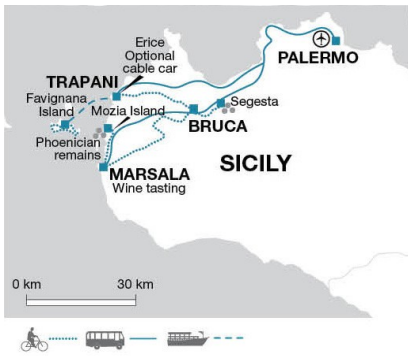 Erice
Optional
cable car
PALERMO
TRAPANI
Favignana
Island
Mozia Island
Segesta
BRUCA
Phoenician
remains
SICILY
MARSALA
Wine tasting
0 km
30 km